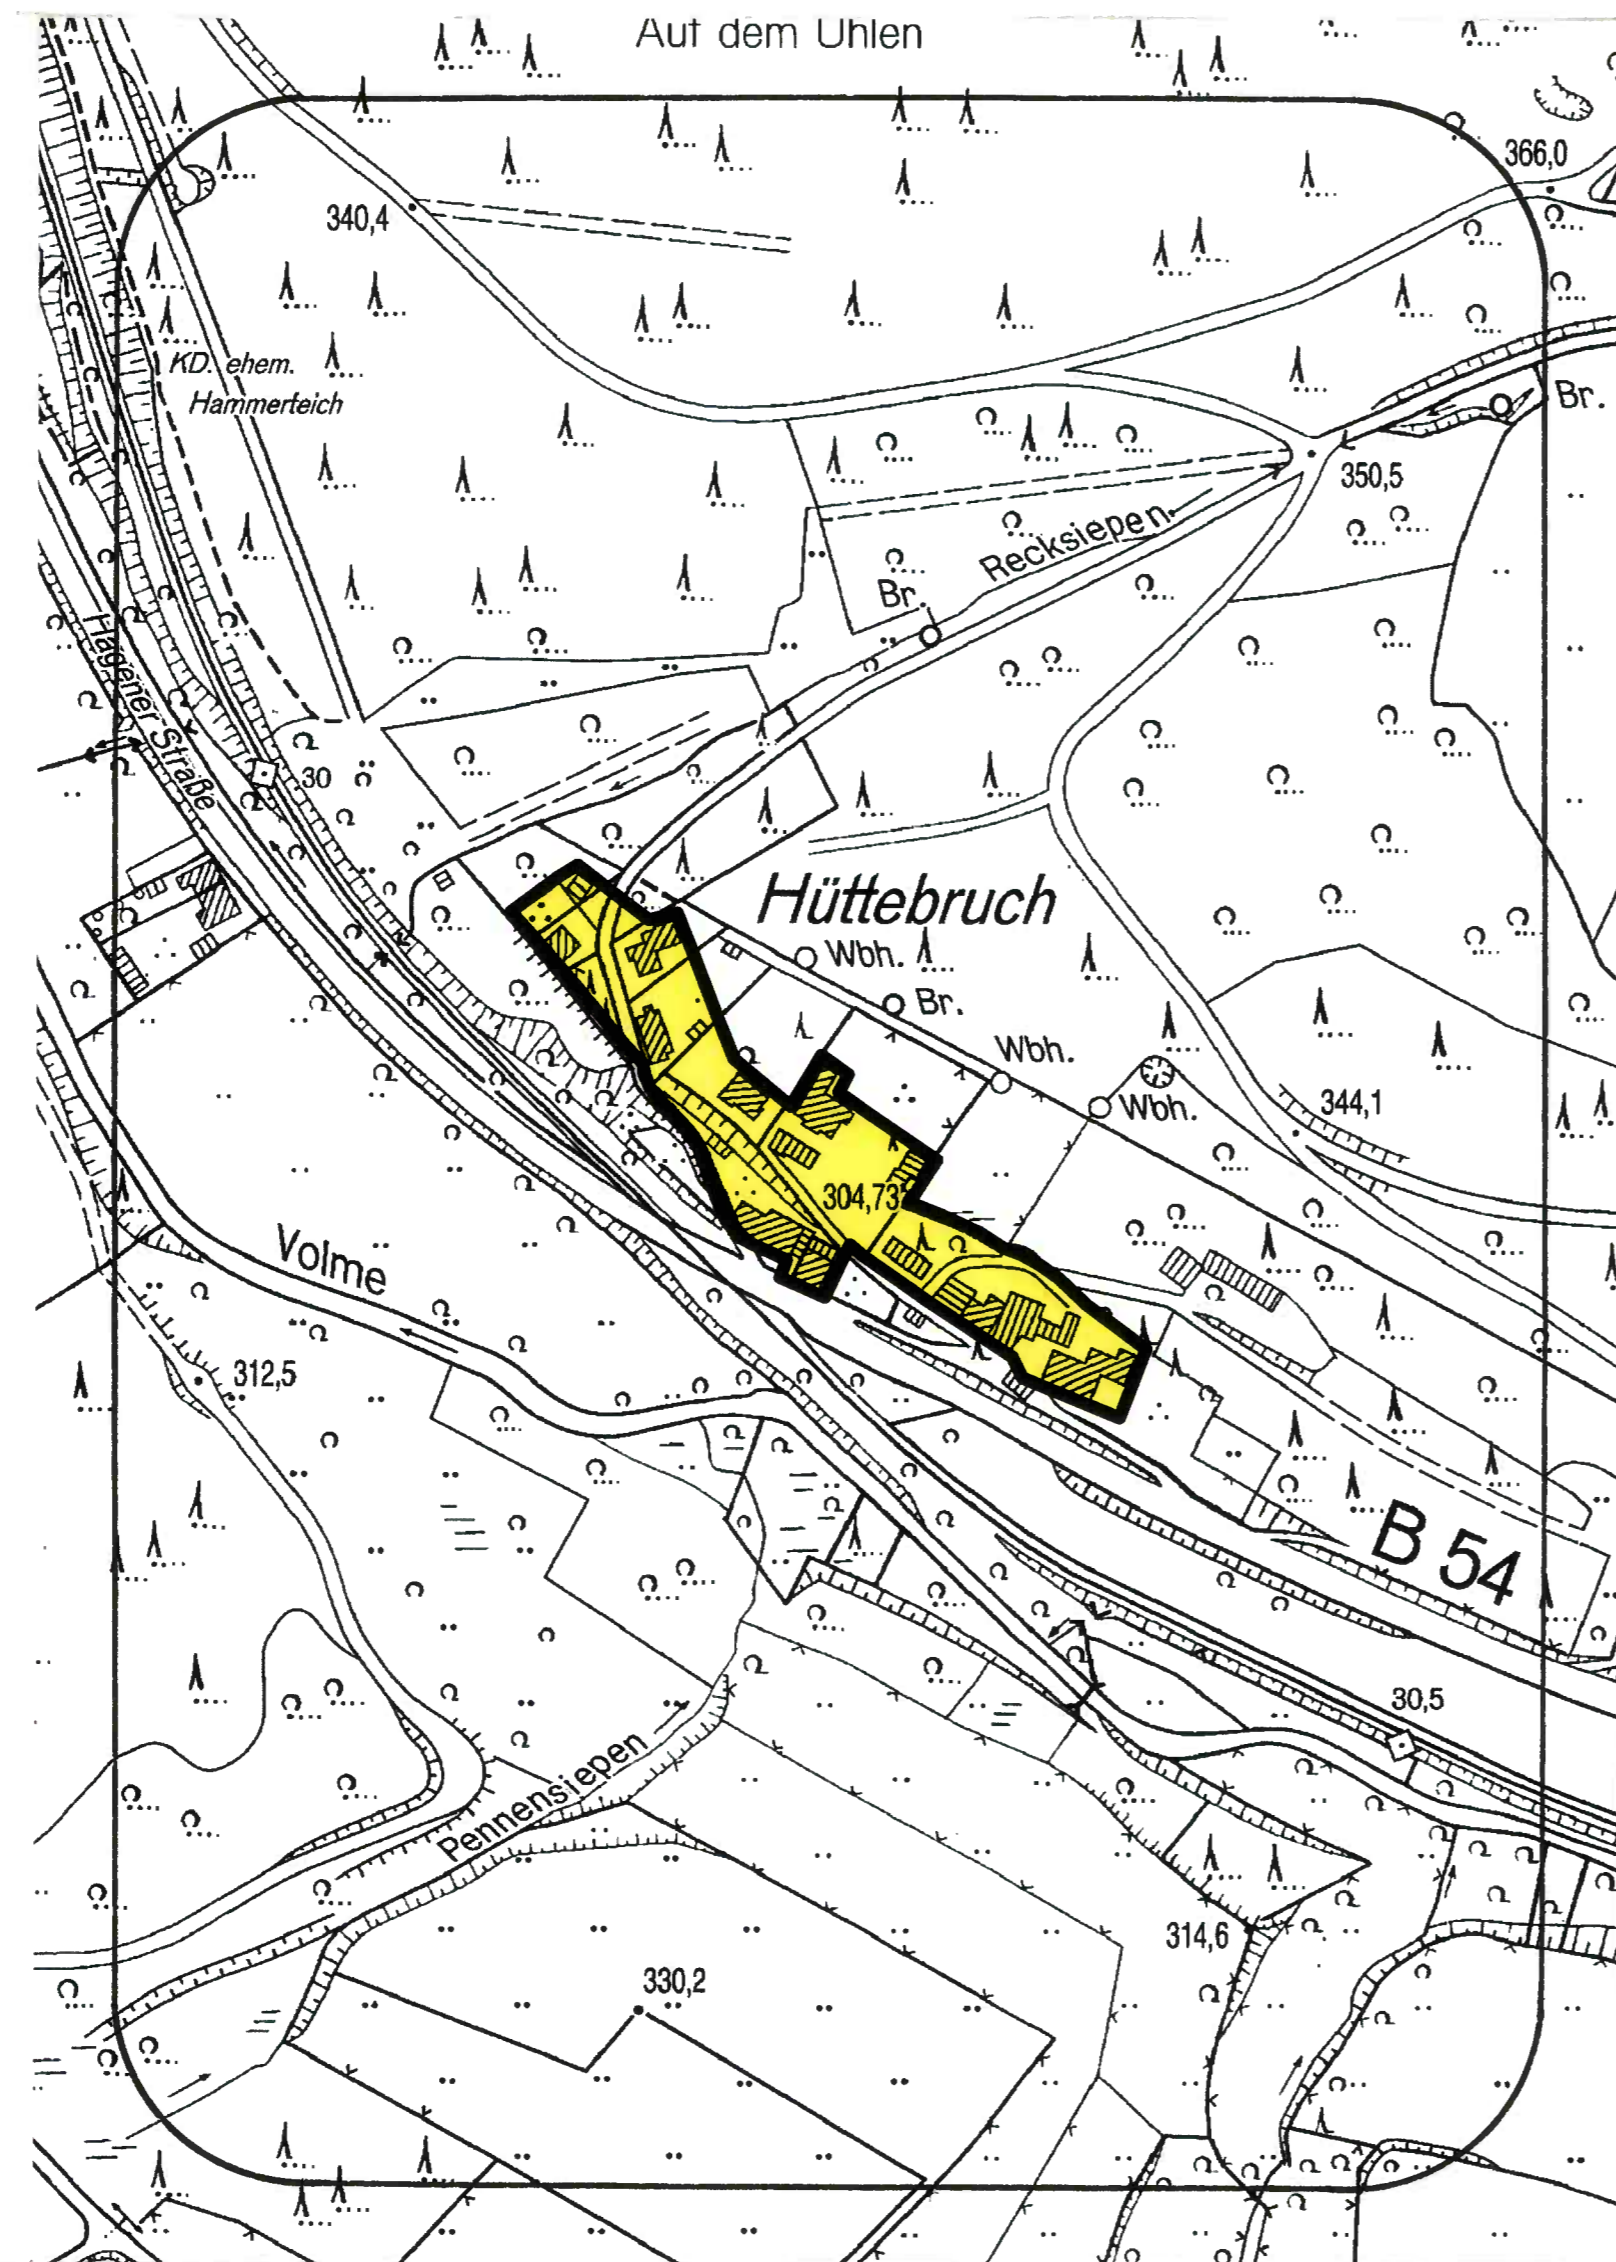 Auf dem Uhlen
366,0
340,4
KD. ehem.
Hammerteich
Br.
350,5
Recksiepen
Br.
Hagener Straße
30
Hüttebruch
Wbh.
Br.
Wbh.
Wbh.
344,1
304,73
Volme
312,5
B 54
30,5
Pennensiepen
314,6
330,2